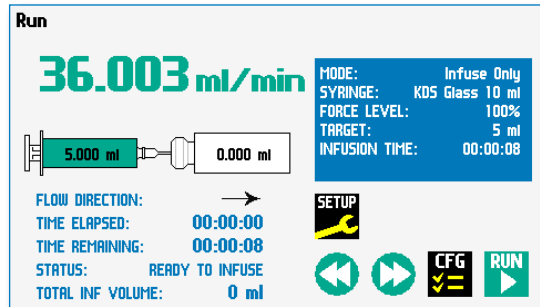 Run
36.003 ml/min
MODE: Infuse Only
SYRINGE: KDS Glass 10 ml
FORCE LEVEL: 100%
TARGET: 5 ml
INFUSION TIME: 00:00:08
5.000 ml
0.000 ml
FLOW DIRECTION:
TIME ELAPSED: 00:00:00
TIME REMAINING: 00:00:08
STATUS: READY TO INFUSE
TOTAL INF VOLUME: 0 ml
SETUP
CFG
RUN